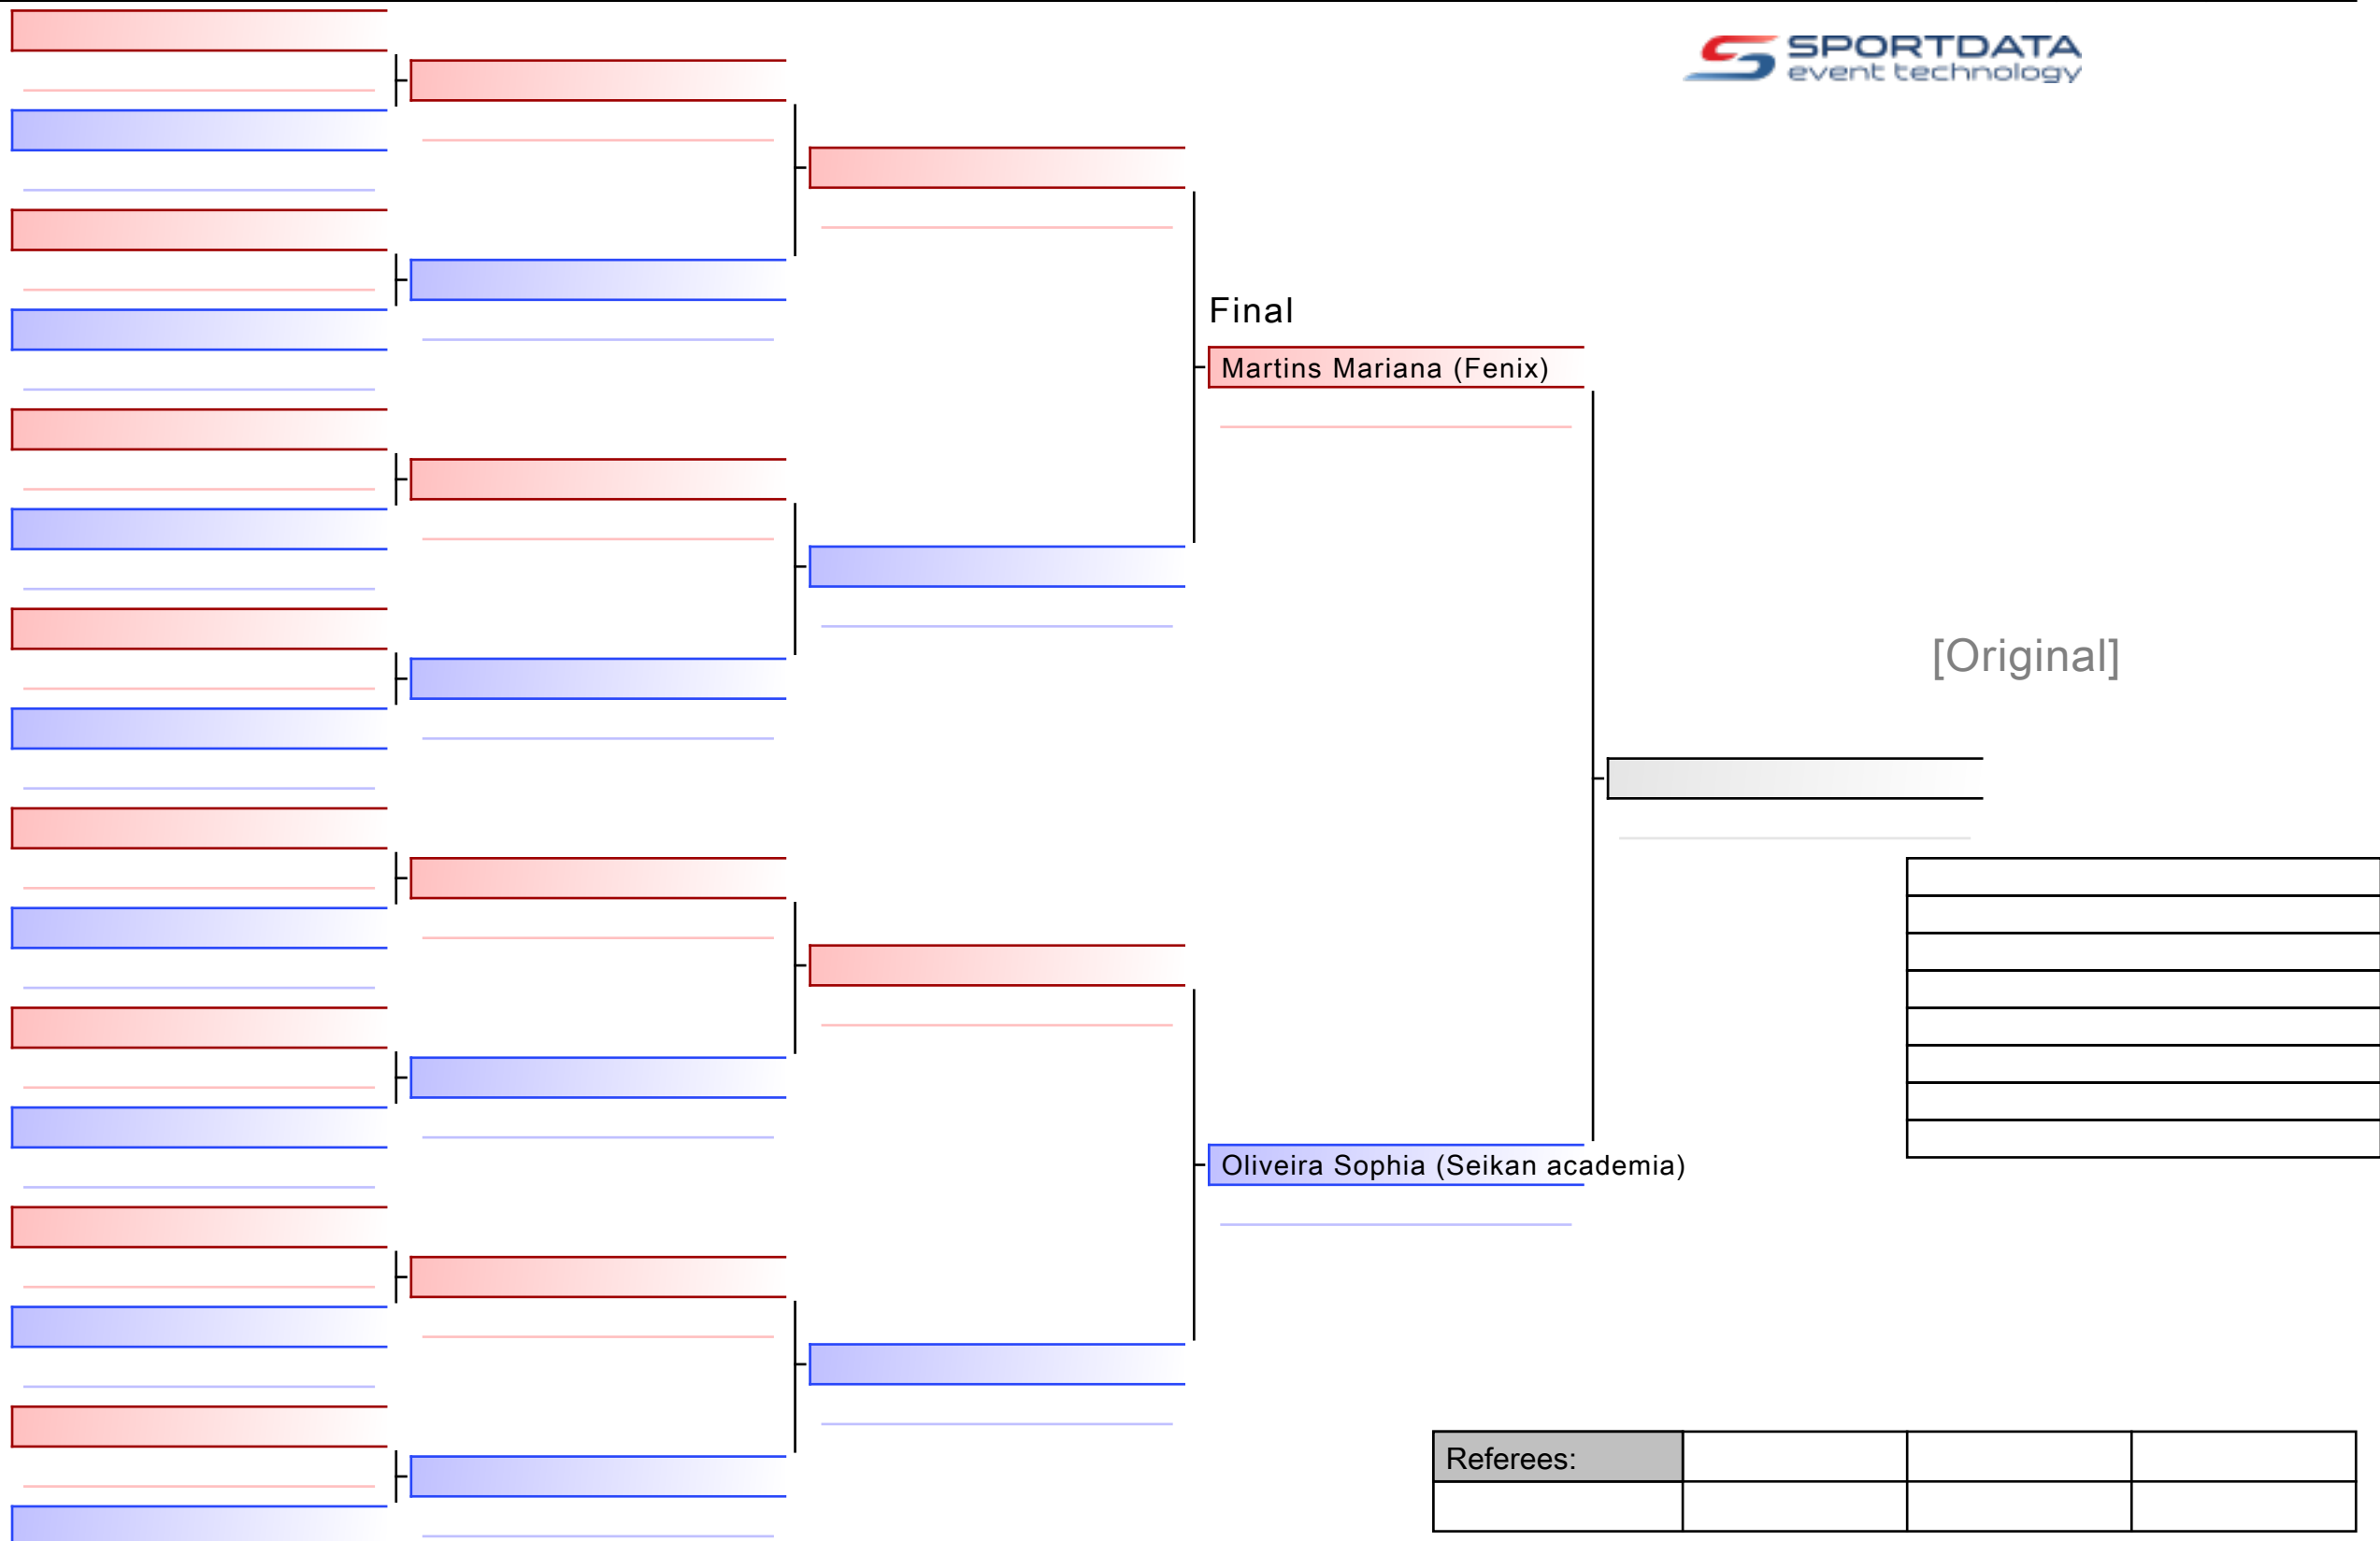 SPORTDATA
event technology
Final
Martins Mariana (Fenix)
[Original]
Oliveira Sophia (Seikan academia)
Referees: